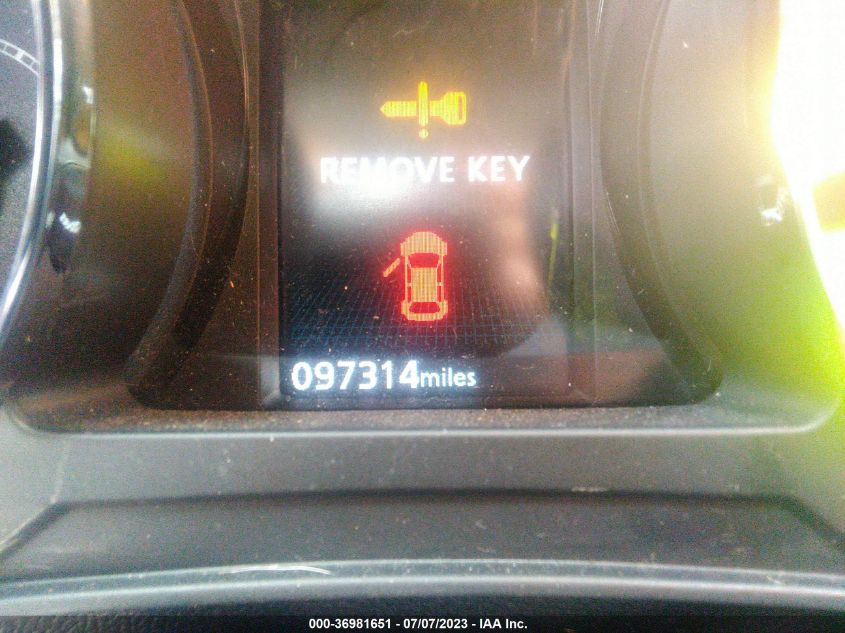 REMOVE KEY
097314miles
000-36981651 / 07/07/2023 - IAA Inc.